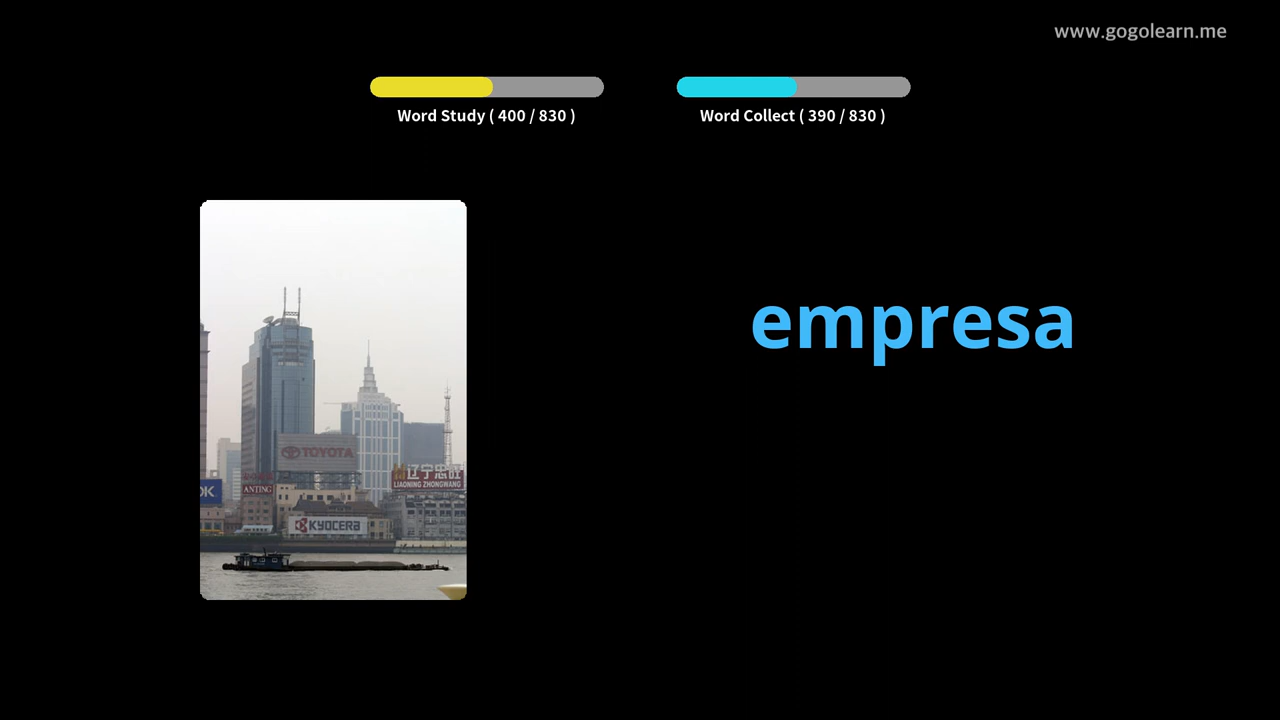 www.gogolearn.me
Word Study ( 400 / 830 )
Word Collect ( 390 / 830 )
empresa
TOYOTA
辽宁忠旺
LIAONING ZHONGWANG
ANTING
OK
KYOCERA